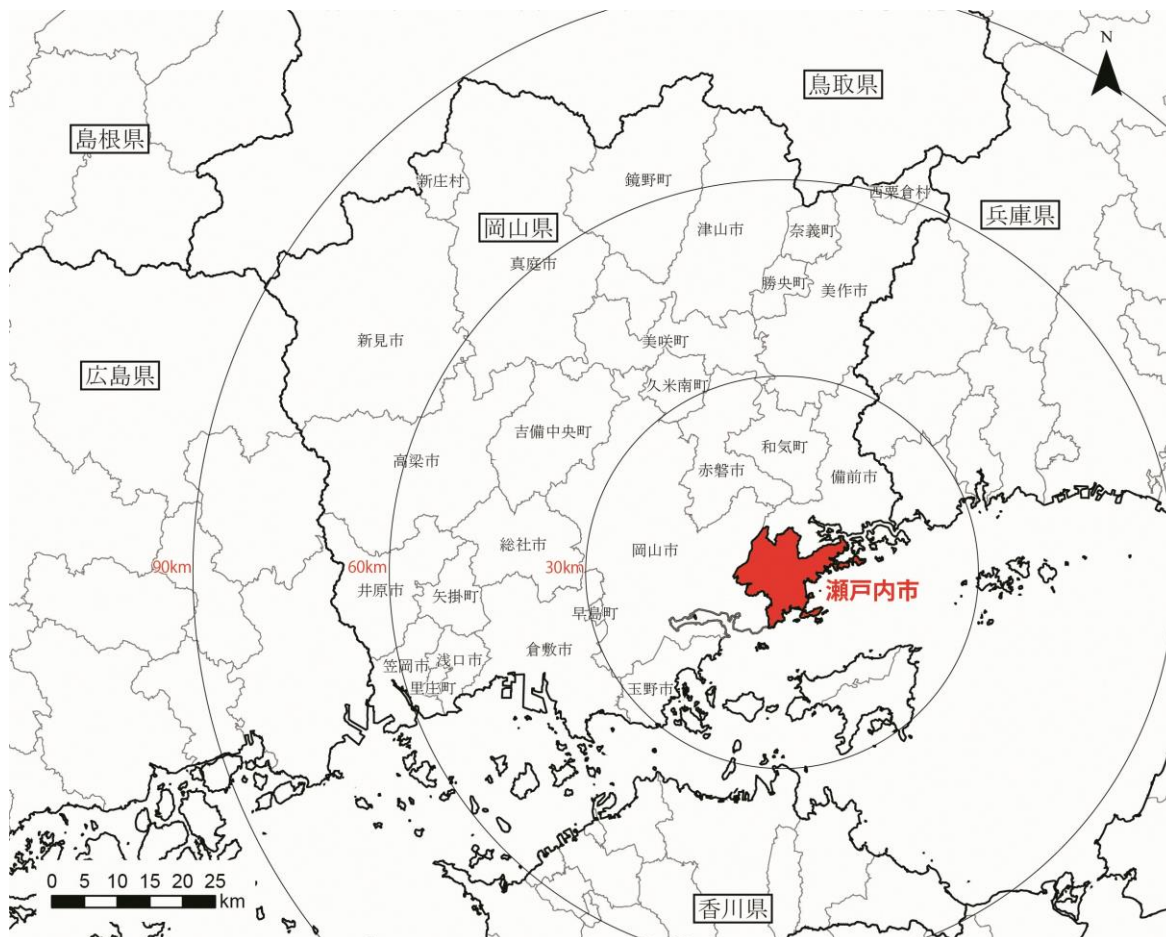 N
鳥取県
島根県
新庄村
鏡野町
西粟倉村
兵庫県
岡山県
津山市
奈義町
真庭市
勝央町
美作市
新見市
美咲町
広島県
久米南町
吉備中央町
和気町
高梁市
赤磐市
備前市
総社市
岡山市
90km
60km
30km
井原市
矢掛町
瀬戸内市
早島町
倉敷市
浅口市
笠岡市
里庄町
玉野市
0 5 10 15 20 25
km
香川県